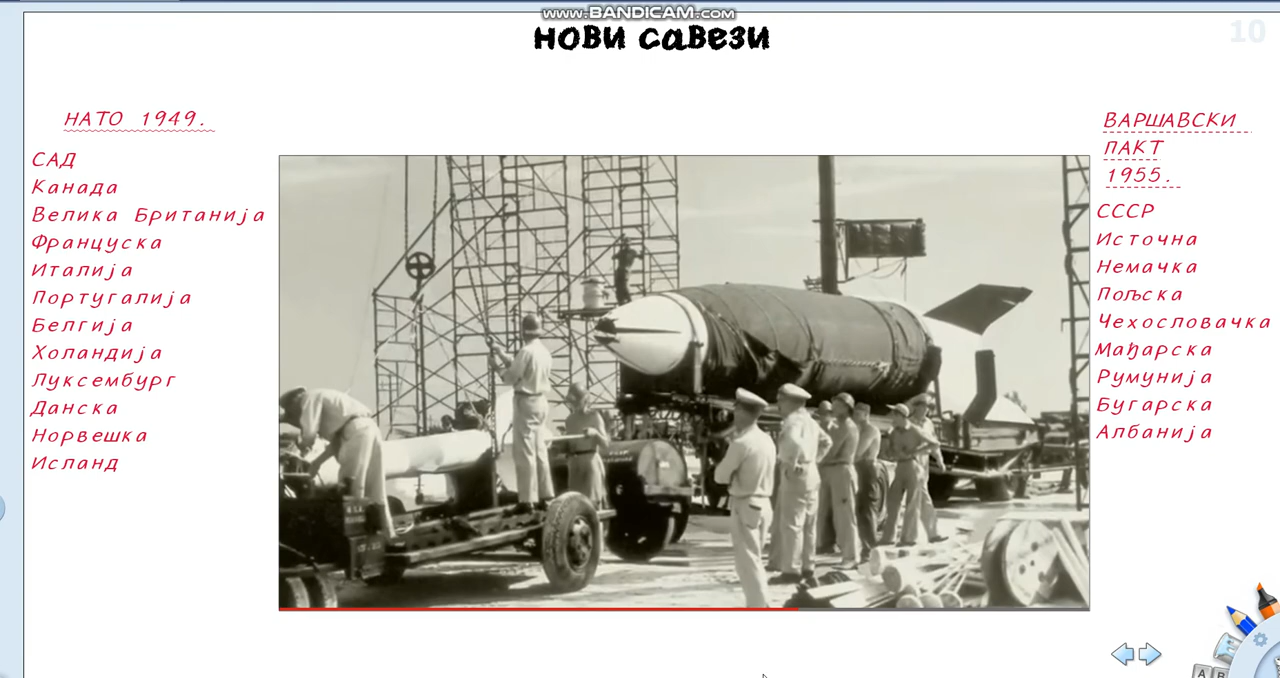 www.BANDICAM.com
нови савези
10
НАТО 1949.
САД
Канада
Велика Британија
Француска
Италија
Португалија
Белгија
Холандија
Луксембург
Данска
Норвешка
Исланд
ВАРШАВСКИ
ПАКТ
1955.
СССР
Источна
Немачка
Пољска
Чехословачка
Мађарска
Румунија
Бугарска
Албанија